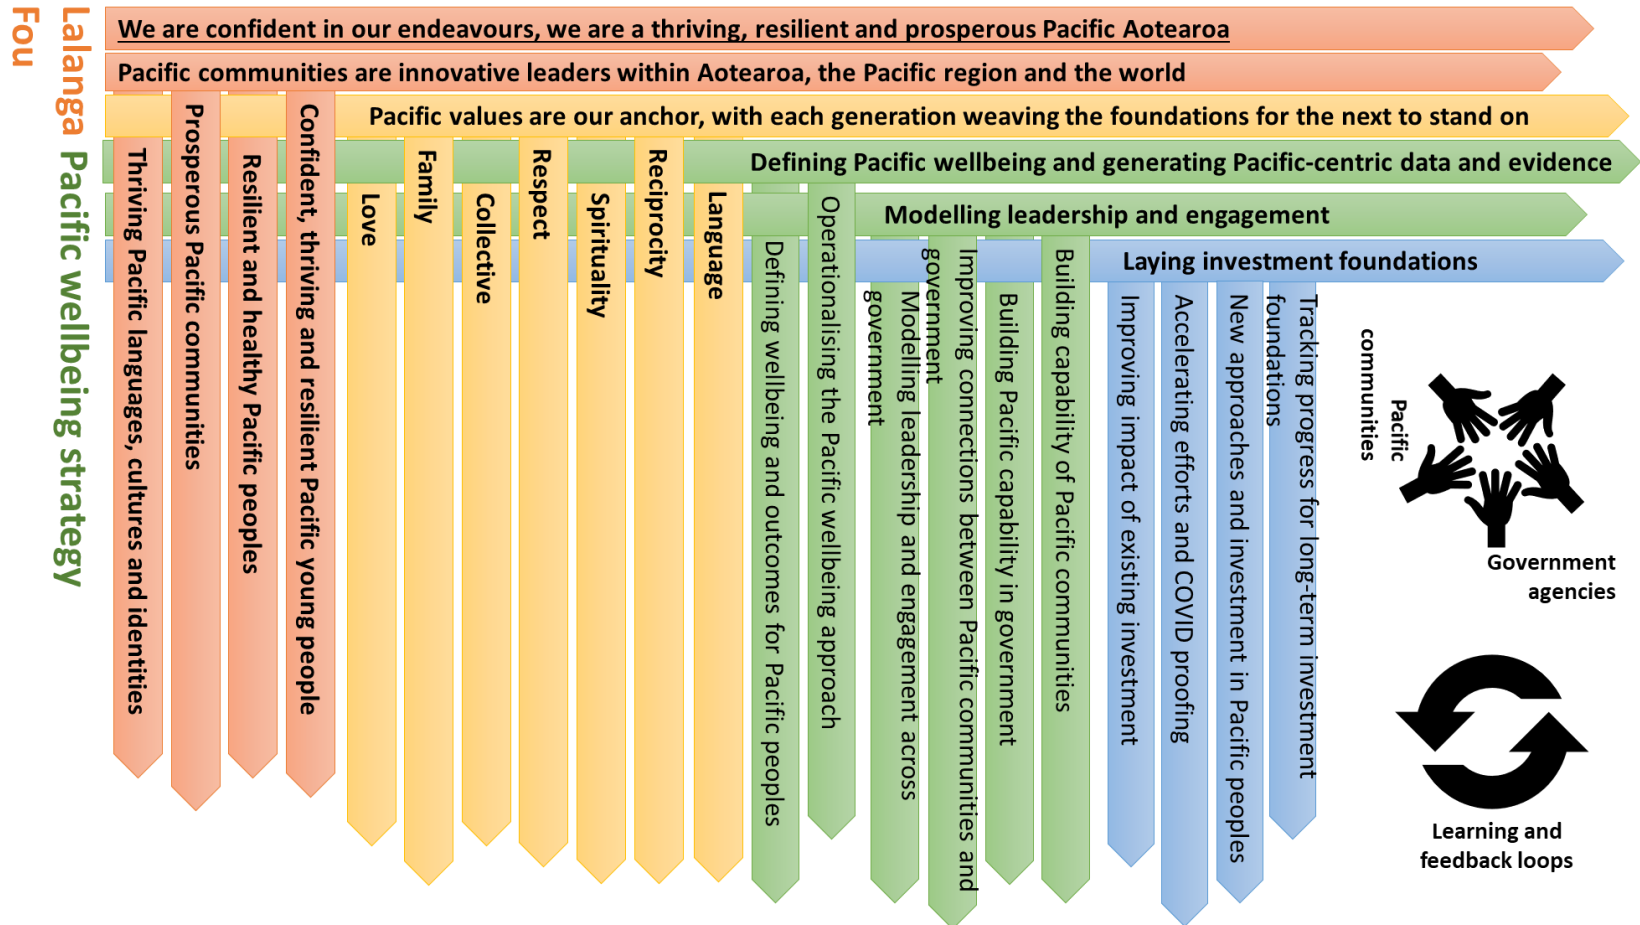 Lalanga
Fou
Pacific wellbeing strategy
We are confident in our endeavours, we are a thriving, resilient and prosperous Pacific Aotearoa
Pacific communities are innovative leaders within Aotearoa, the Pacific region and the world
Pacific values are our anchor, with each generation weaving the foundations for the next to stand on
Defining Pacific wellbeing and generating Pacific-centric data and evidence
Modelling leadership and engagement
Laying investment foundations
Thriving Pacific languages, cultures and identities
Prosperous Pacific communities
Resilient and healthy Pacific peoples
Confident, thriving and resilient Pacific young people
Love
Family
Collective
Respect
Spirituality
Reciprocity
Language
Defining wellbeing and outcomes for Pacific peoples
Operationalising the Pacific wellbeing approach
Modelling leadership and engagement across
government
Improving connections between Pacific communities and
government
Building Pacific capability in government
Building capability of Pacific communities
Improving impact of existing investment
Accelerating efforts and COVID proofing
New approaches and investment in Pacific peoples
Tracking progress for long-term investment
foundations
Pacific
communities
Government
agencies
Learning and
feedback loops